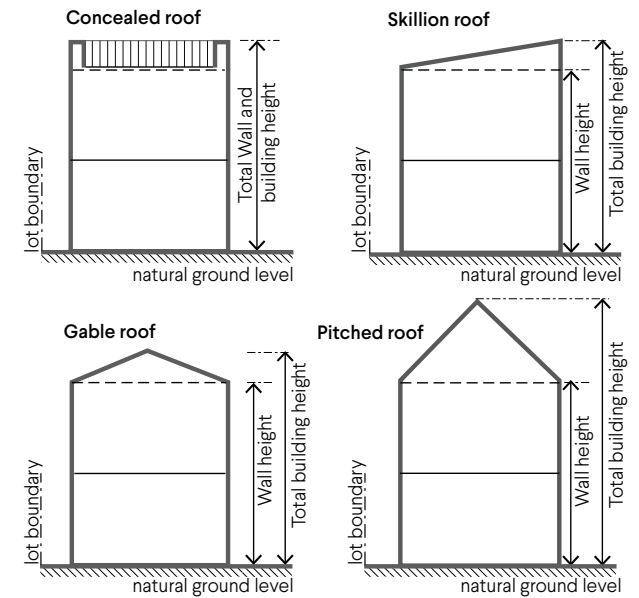 Concealed roof
lot boundary
Total Wall and
building height
natural ground level
Skillion roof
lot boundary
Wall height
Total building height
natural ground level
Gable roof
lot boundary
Wall height
Total building height
natural ground level
Pitched roof
lot boundary
Wall height
Total building height
natural ground level